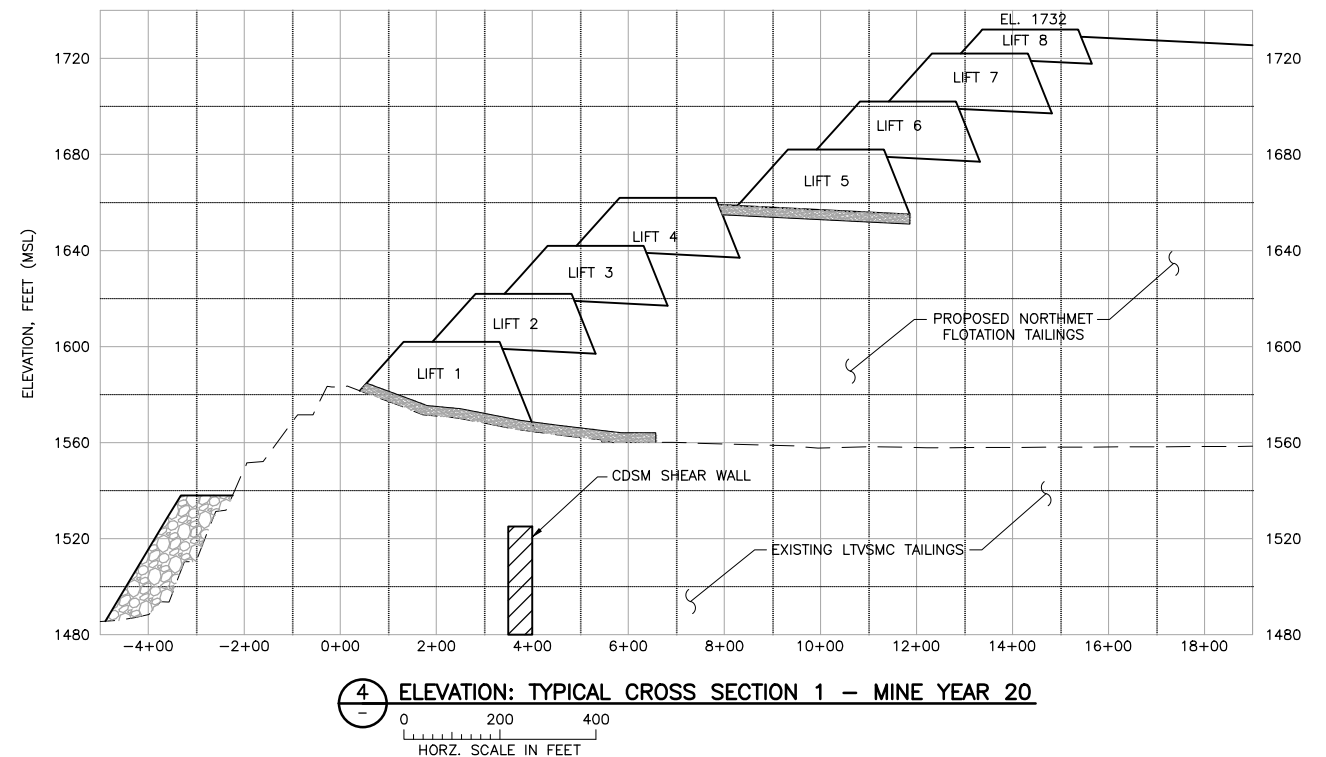 EL. 1732
LIFT 8
1720
1720
LIFT 7
LIFT 6
1680
1680
LIFT 5
LIFT 4
1640
1640
LIFT 3
ELEVATION, FEET (MSL)
PROPOSED NORTHMET
FLOTATION TAILINGS
LIFT 2
1600
1600
LIFT 1
1560
1560
CDSM SHEAR WALL
1520
1520
EXISTING LTVSMC TAILINGS
1480
1480
−4+00 −2+00 0+00 2+00 4+00 6+00 8+00 10+00 12+00 14+00 16+00 18+00
4
–
ELEVATION: TYPICAL CROSS SECTION 1 – MINE YEAR 20
0 200 400
HORZ. SCALE IN FEET